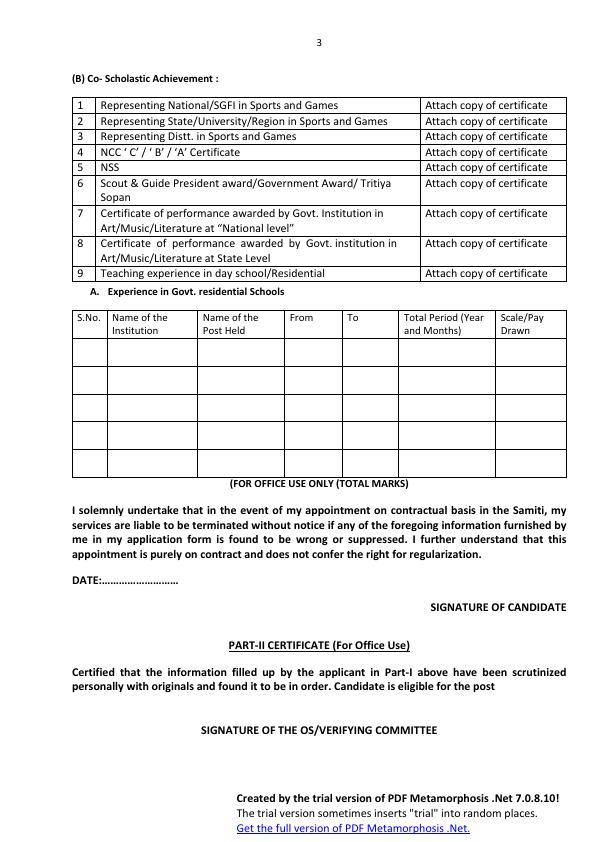 3
(B) Co- Scholastic Achievement :
1 Representing National/SGFI in Sports and Games Attach copy of certificate
2 Representing State/University/Region in Sports and Games Attach copy of certificate
3 Representing Distt. in Sports and Games Attach copy of certificate
4 NCC ‘ C’ / ‘ B’ / ‘A’ Certificate Attach copy of certificate
5 NSS Attach copy of certificate
6 Scout & Guide President award/Government Award/ Tritiya Attach copy of certificate
Sopan
7 Certificate of performance awarded by Govt. Institution in Attach copy of certificate
Art/Music/Literature at “National level”
8 Certificate of performance awarded by Govt. institution in Attach copy of certificate
Art/Music/Literature at State Level
9 Teaching experience in day school/Residential Attach copy of certificate
A. Experience in Govt. residential Schools
S.No. Name of the Name of the From To Total Period (Year Scale/Pay
Institution Post Held and Months) Drawn
(FOR OFFICE USE ONLY (TOTAL MARKS)
I solemnly undertake that in the event of my appointment on contractual basis in the Samiti, my
services are liable to be terminated without notice if any of the foregoing information furnished by
me in my application form is found to be wrong or suppressed. I further understand that this
appointment is purely on contract and does not confer the right for regularization.
DATE:………………………
SIGNATURE OF CANDIDATE
PART-II CERTIFICATE (For Office Use)
Certified that the information filled up by the applicant in Part-I above have been scrutinized
personally with originals and found it to be in order. Candidate is eligible for the post
SIGNATURE OF THE OS/VERIFYING COMMITTEE
Created by the trial version of PDF Metamorphosis .Net 7.0.8.10!
The trial version sometimes inserts "trial" into random places.
Get the full version of PDF Metamorphosis .Net.